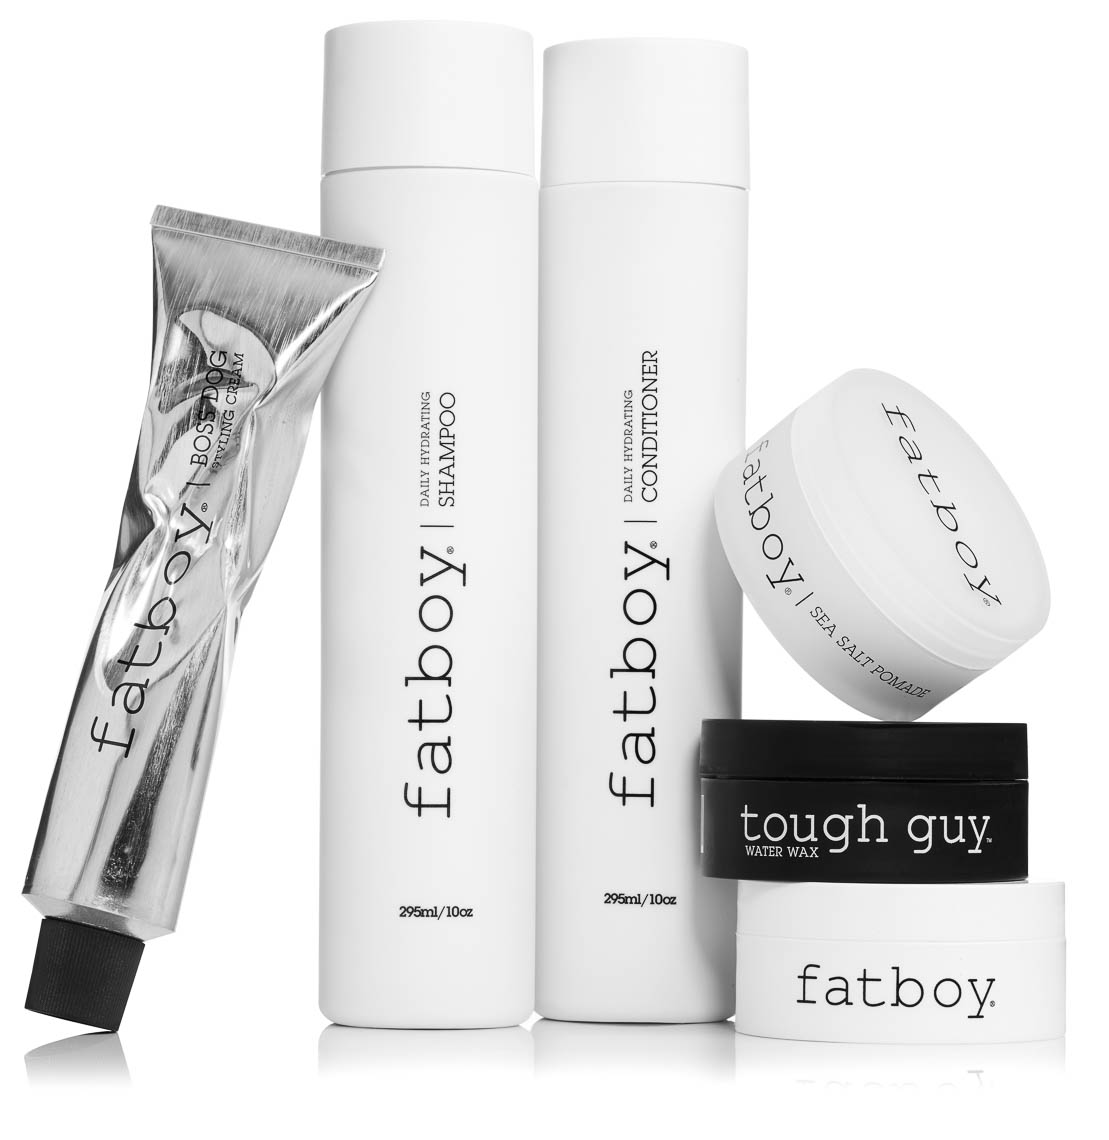 fatboy® | BOSS DOG
STYLING CREAM
DAILY HYDRATING
fatboy® | SHAMPOO
295ml/10oz
DAILY HYDRATING
fatboy® | CONDITIONER
295ml/10oz
fatboy®
fatboy® | SEA SALT POMADE
tough guy™
WATER WAX
fatboy®